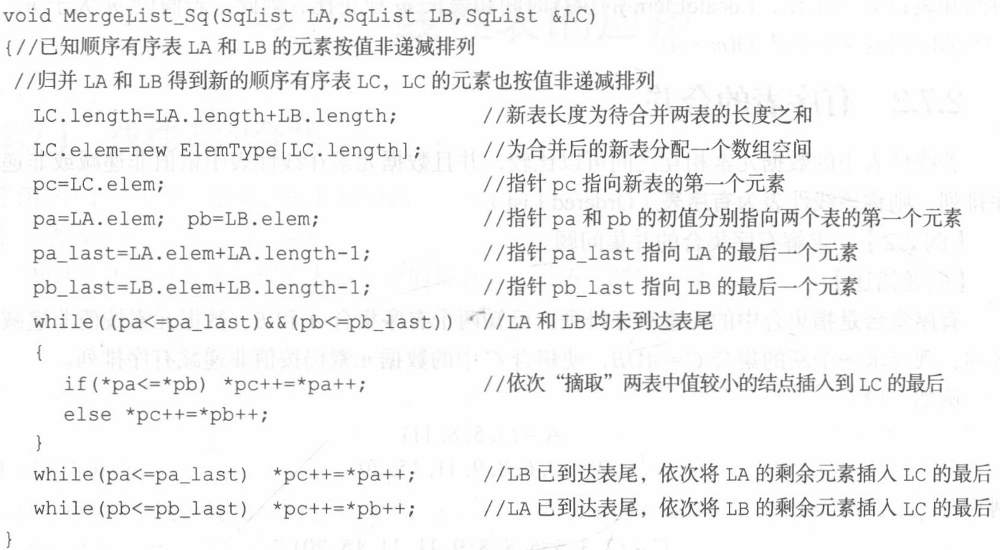 void MergeList_Sq(SqList LA,SqList LB,SqList &LC)
{//已知顺序有序表 LA 和 LB 的元素按值非递减排列
//归并 LA 和 LB 得到新的顺序有序表 LC，LC 的元素也按值非递减排列
LC.length=LA.length+LB.length; //新表长度为待合并两表的长度之和
LC.elem=new ElemType[LC.length]; //为合并后的新表分配一个数组空间
pc=LC.elem; //指针 pc 指向新表的第一个元素
pa=LA.elem; pb=LB.elem; //指针 pa 和 pb 的初值分别指向两个表的第一个元素
pa_last=LA.elem+LA.length-1; //指针 pa_last 指向 LA 的最后一个元素
pb_last=LB.elem+LB.length-1; //指针 pb_last 指向 LB 的最后一个元素
while((pa<=pa_last)&&(pb<=pb_last)) //LA 和 LB 均未到达表尾
{
if(*pa<=*pb) *pc++=*pa++; //依次“摘取”两表中值较小的结点插入到 LC 的最后
else *pc++=*pb++;
}
while(pa<=pa_last) *pc++=*pa++; //LB 已到达表尾，依次将 LA 的剩余元素插入 LC 的最后
while(pb<=pb_last) *pc++=*pb++; //LA 已到达表尾，依次将 LB 的剩余元素插入 LC 的最后
}